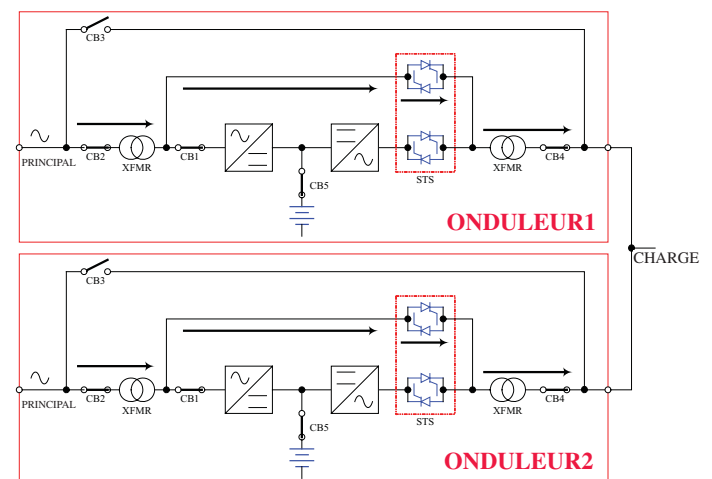 CB3
PRINCIPAL
CB2
XFMR
CB1
CB5
STS
XFMR
CB4
ONDULEUR1
CHARGE
CB3
PRINCIPAL
CB2
XFMR
CB1
CB5
STS
XFMR
CB4
ONDULEUR2